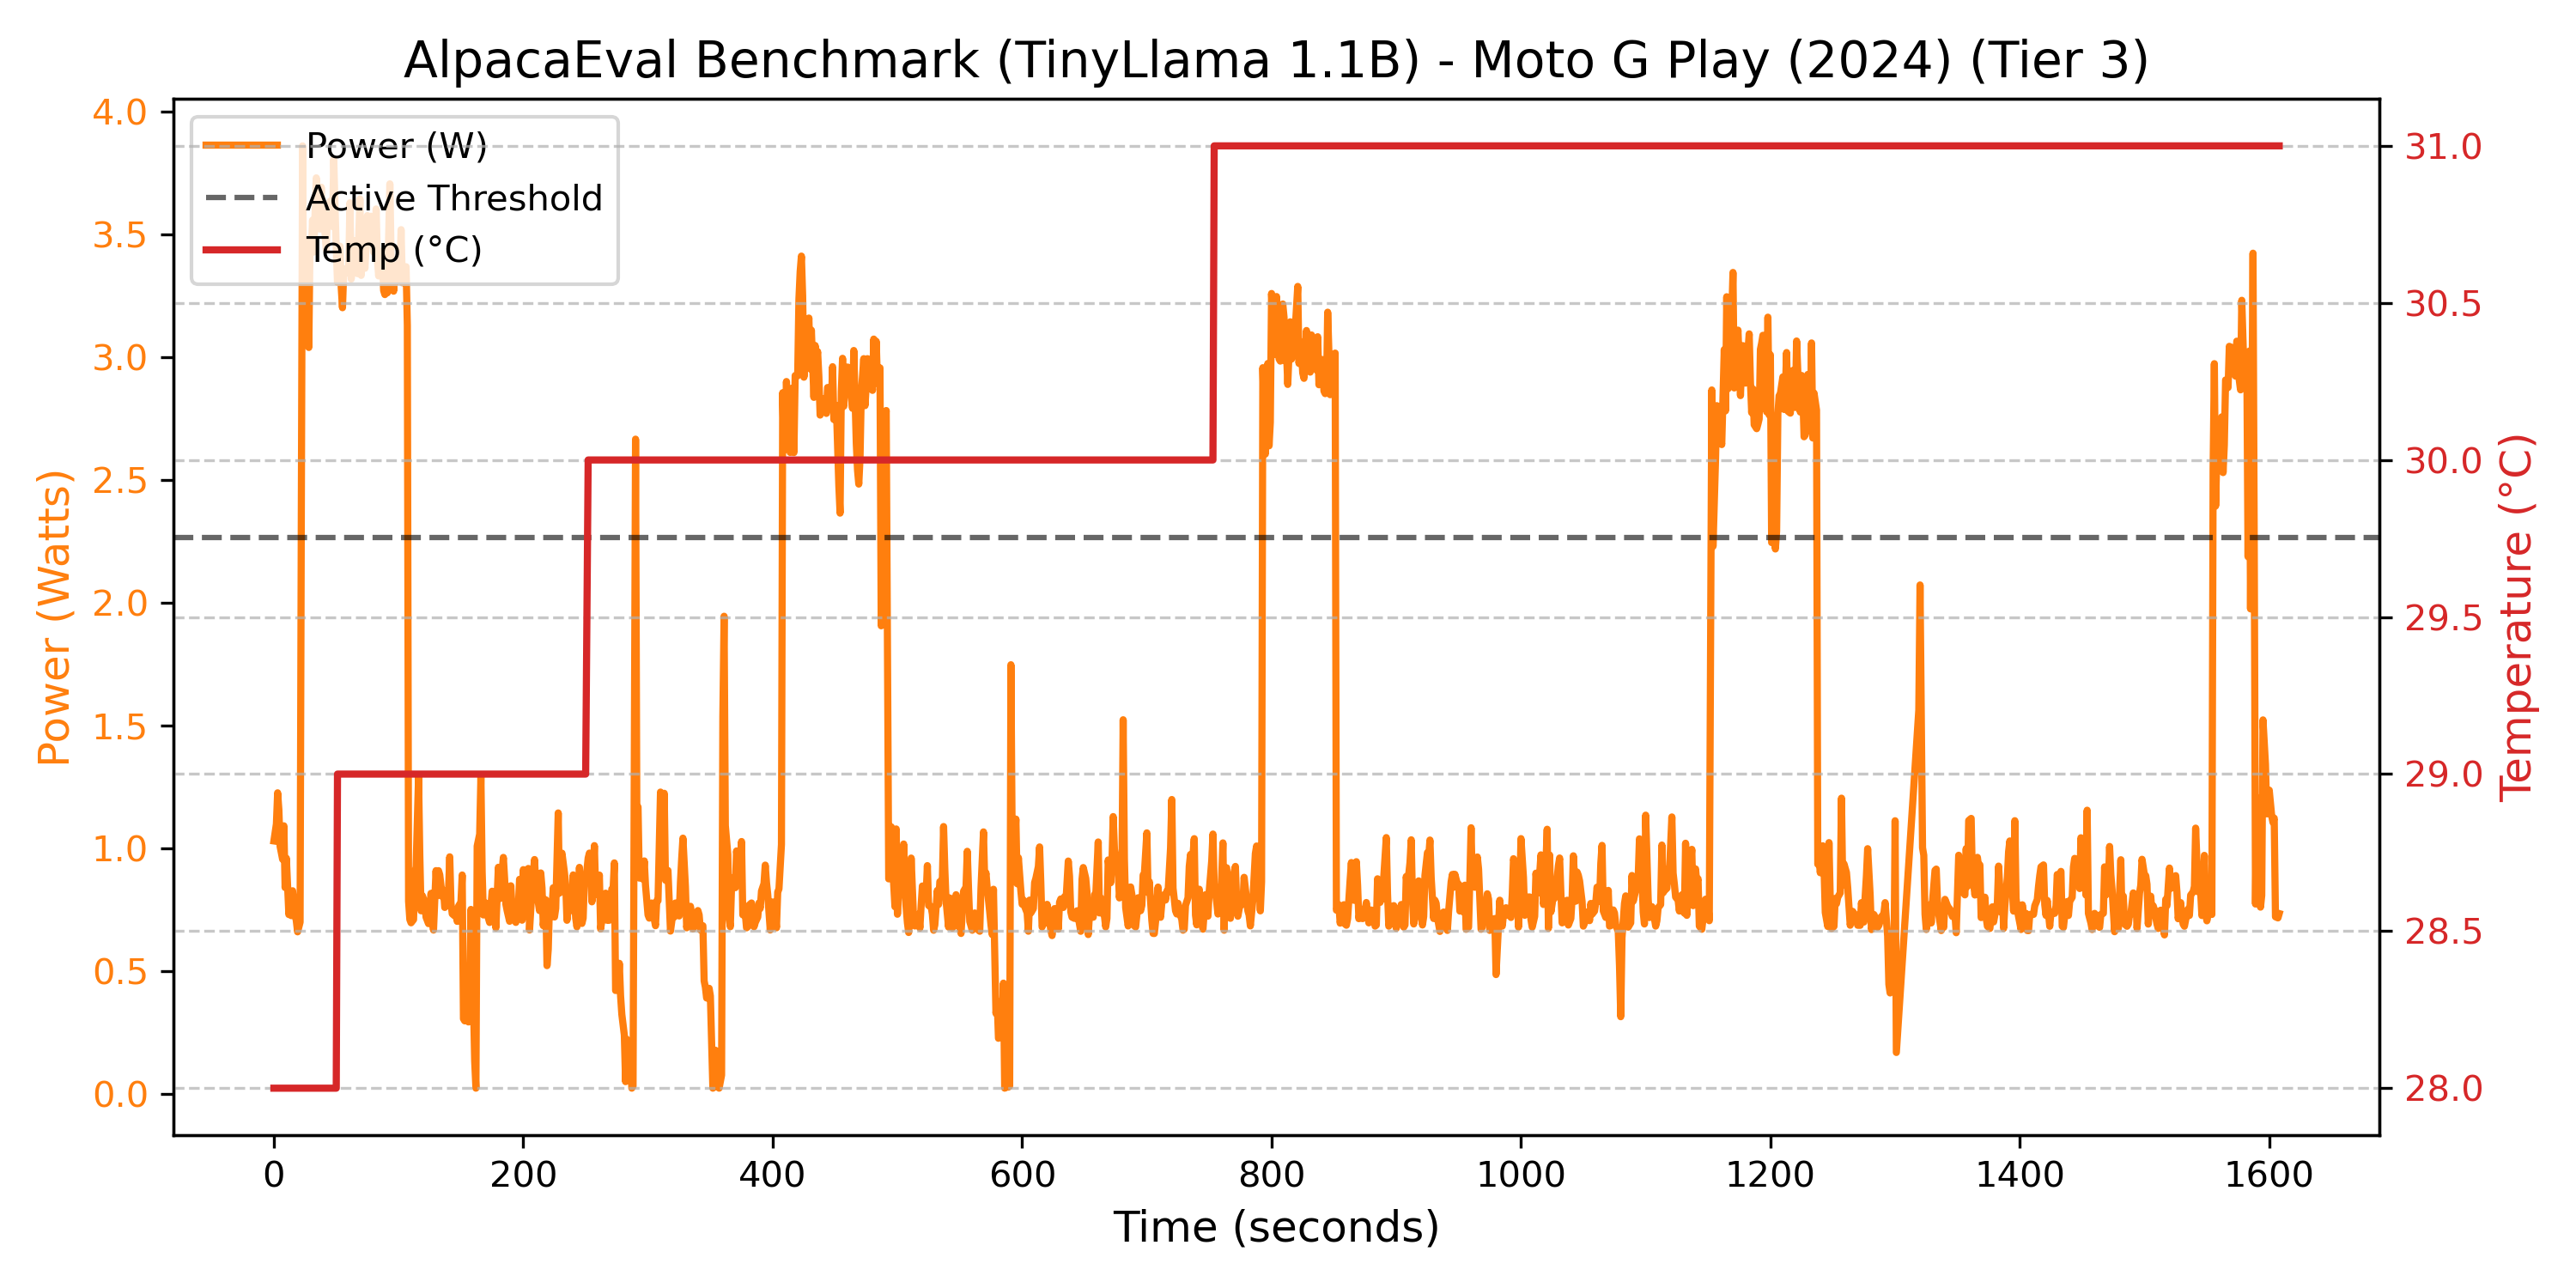 AlpacaEval Benchmark (TinyLlama 1.1B) - Moto G Play (2024) (Tier 3)
Power (W)
Active Threshold
Temp (°C)
Power (Watts)
4.0
3.5
3.0
2.5
2.0
1.5
1.0
0.5
0.0
31.0
30.5
30.0
29.5
29.0
28.5
28.0
Temperature (°C)
0 200 400 600 800 1000 1200 1400 1600
Time (seconds)